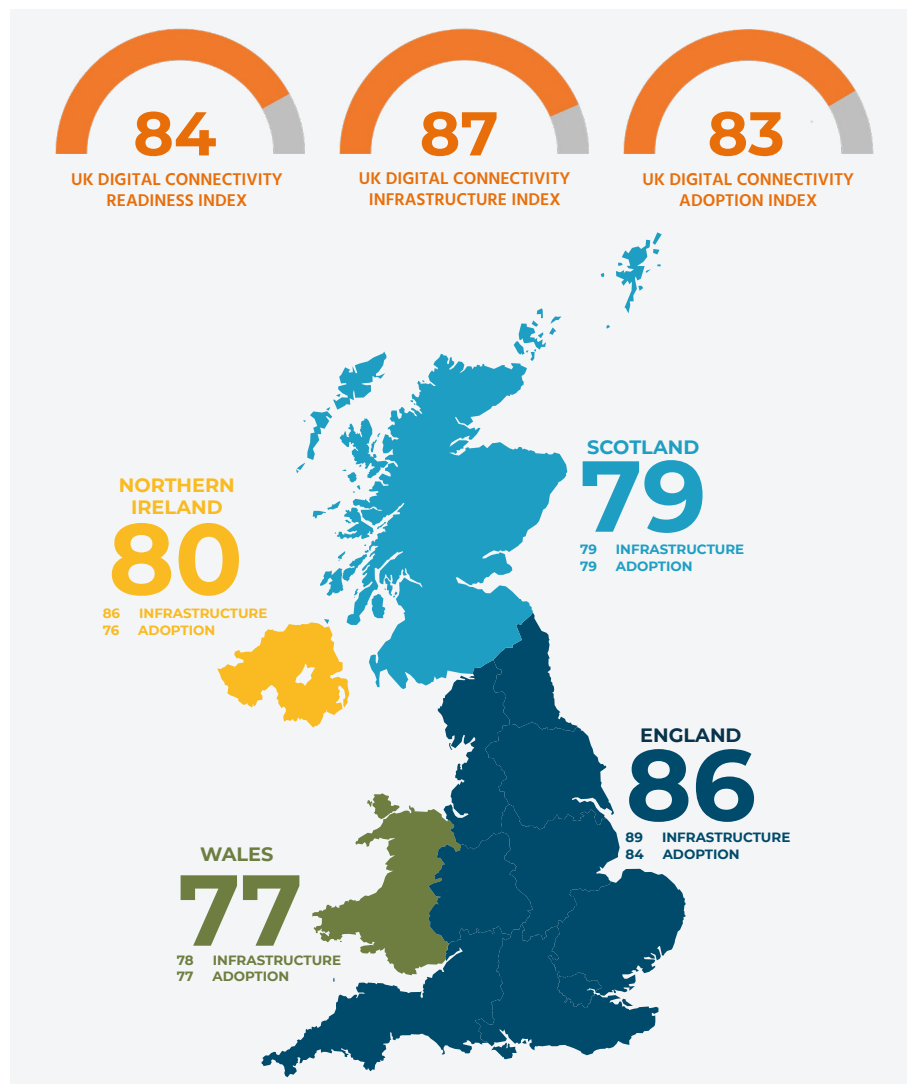 84
UK DIGITAL CONNECTIVITY
READINESS INDEX
87
UK DIGITAL CONNECTIVITY
INFRASTRUCTURE INDEX
83
UK DIGITAL CONNECTIVITY
ADOPTION INDEX
SCOTLAND
79
79 INFRASTRUCTURE
79 ADOPTION
NORTHERN
IRELAND
80
86 INFRASTRUCTURE
76 ADOPTION
ENGLAND
86
89 INFRASTRUCTURE
84 ADOPTION
WALES
77
78 INFRASTRUCTURE
77 ADOPTION